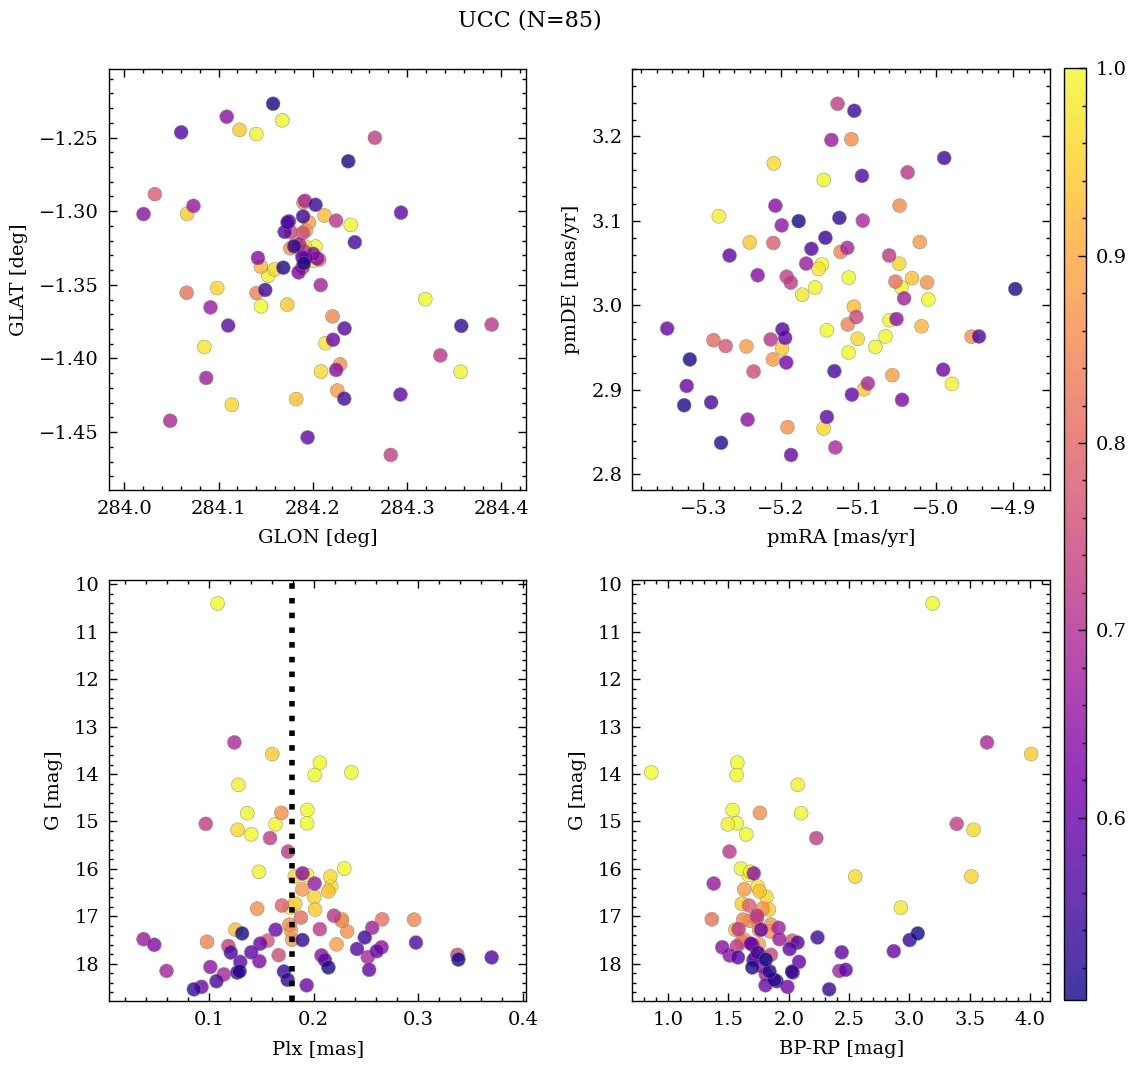 UCC (N=85)
−1.25
−1.30
−1.35
−1.40
−1.45
GLAT [deg]
284.0 284.1 284.2 284.3 284.4
GLON [deg]
3.2
3.1
3.0
2.9
2.8
pmDE [mas/yr]
−5.3 −5.2 −5.1 −5.0 −4.9
pmRA [mas/yr]
10
11
12
13
14
15
16
17
18
G [mag]
0.1 0.2 0.3 0.4
Plx [mas]
10
11
12
13
14
15
16
17
18
G [mag]
1.0 1.5 2.0 2.5 3.0 3.5 4.0
BP-RP [mag]
1.0
0.9
0.8
0.7
0.6